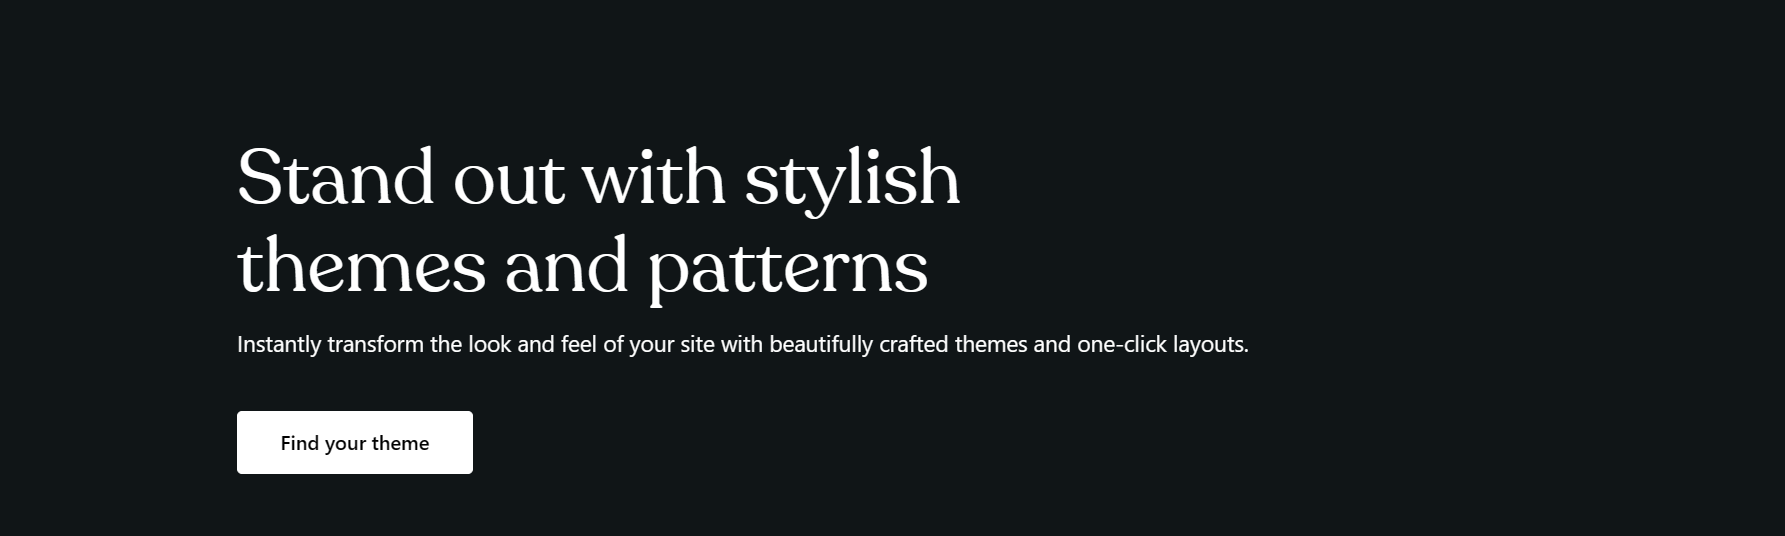 Stand out with stylish
themes and patterns
Instantly transform the look and feel of your site with beautifully crafted themes and one-click layouts.
Find your theme